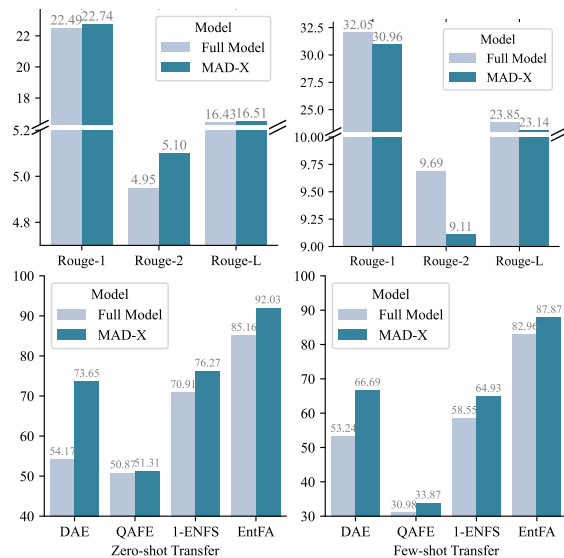 22.49 22.74
22
20
18
16.43 16.51
5.2
5.0
4.8
4.95
5.10
Model
Full Model
MAD-X
Rouge-1 Rouge-2 Rouge-L
32.05 30.96
30.0
27.5
25.0
23.85 23.14
10.00
9.75
9.50
9.25
9.00
9.69
9.11
Model
Full Model
MAD-X
Rouge-1 Rouge-2 Rouge-L
100
90
80
70
60
50
40
Model
Full Model
MAD-X
54.17 73.65
50.87 51.31
70.91 76.27
85.16 92.03
DAE QAFE 1-ENFS EntFA
Zero-shot Transfer
100
90
80
70
60
50
40
30
Model
Full Model
MAD-X
53.24 66.69
30.98 33.87
58.55 64.93
82.96 87.87
DAE QAFE 1-ENFS EntFA
Few-shot Transfer